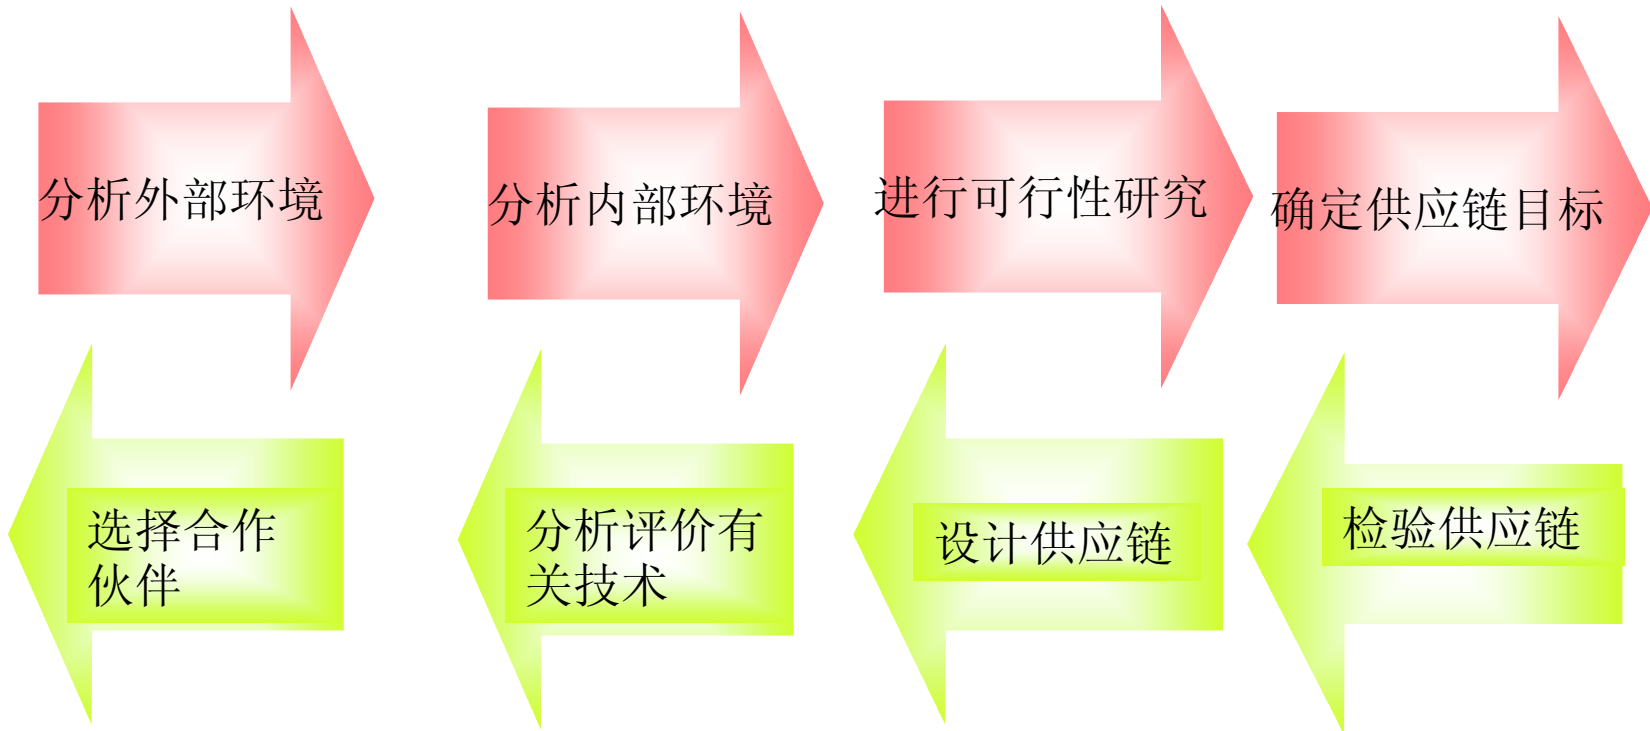 分析外部环境
分析内部环境
进行可行性研究
确定供应链目标
选择合作
伙伴
分析评价有
关技术
设计供应链
检验供应链